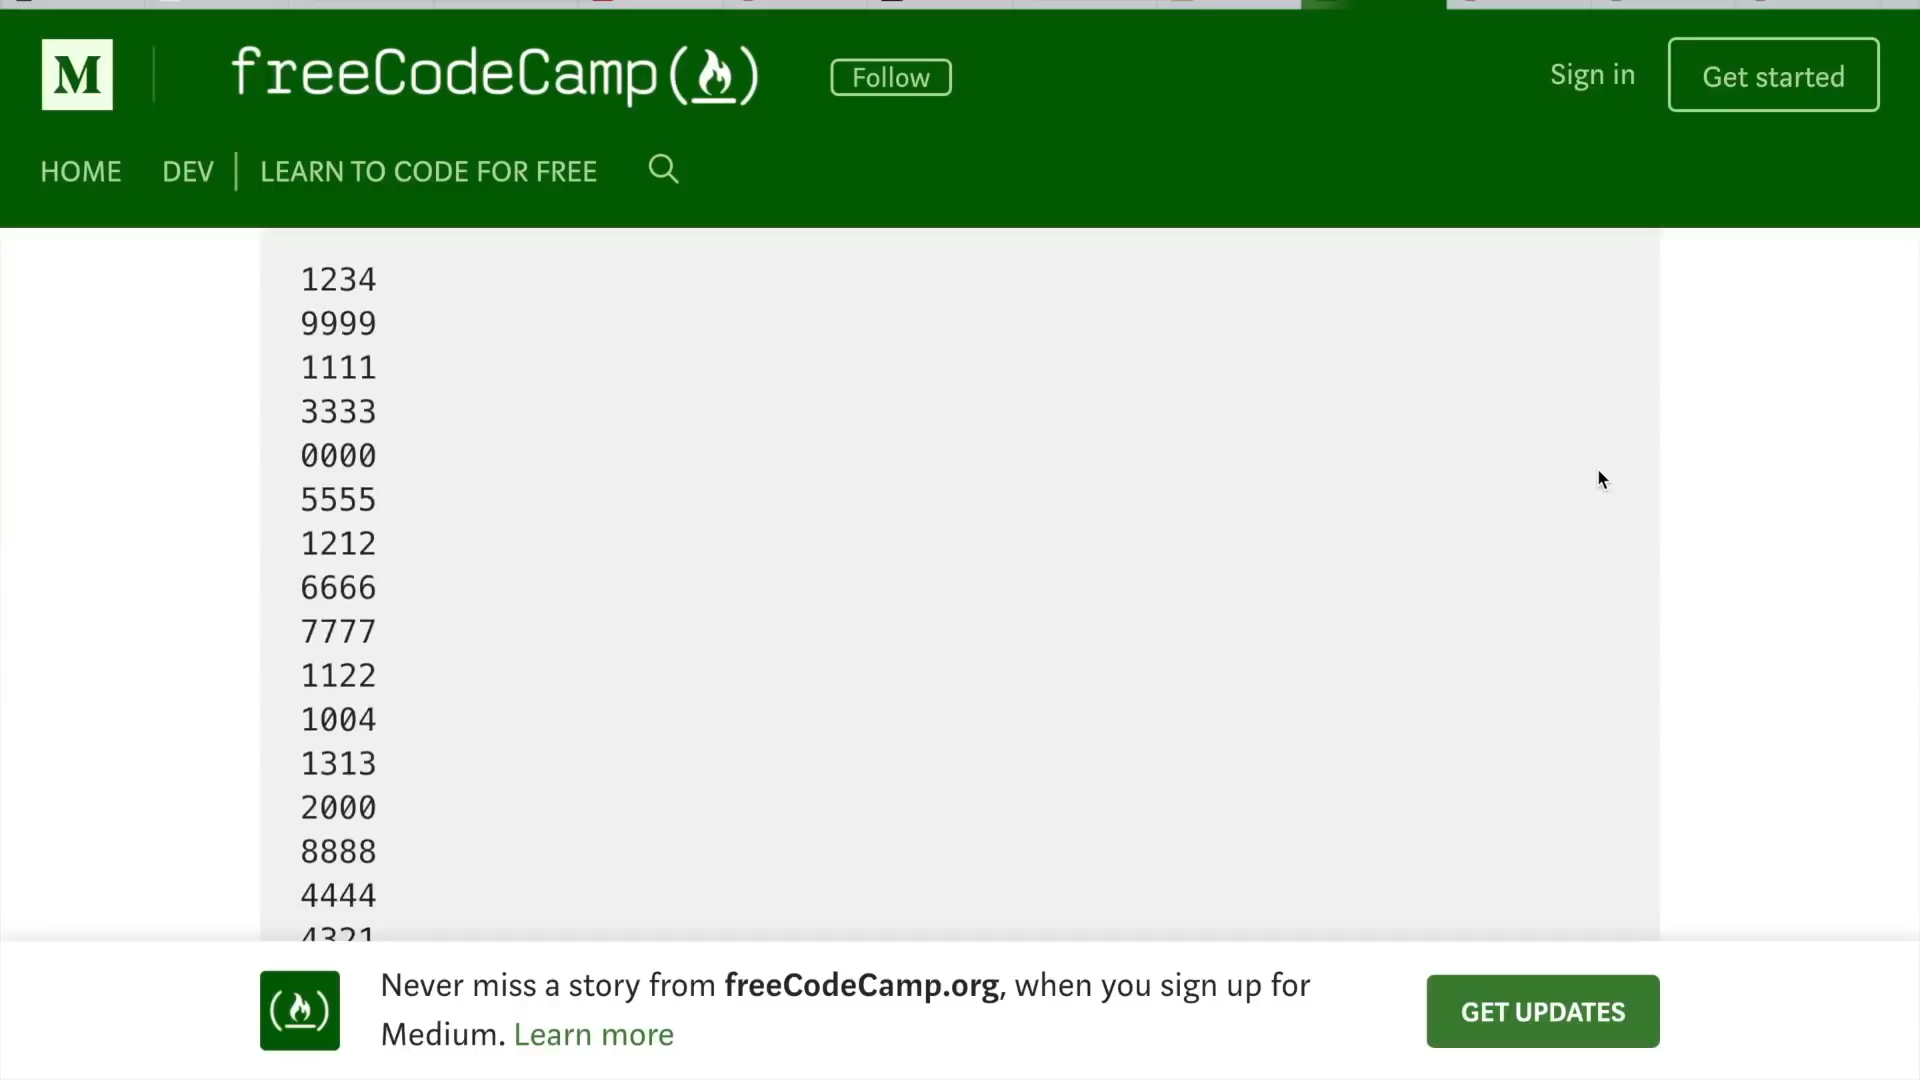 M
freeCodeCamp
Follow
Sign in
Get started
HOME
DEV
LEARN TO CODE FOR FREE
1234
9999
1111
3333
0000
5555
1212
6666
7777
1122
1004
1313
2000
8888
4444
4321
Never miss a story from freeCodeCamp.org, when you sign up for
Medium. Learn more
GET UPDATES